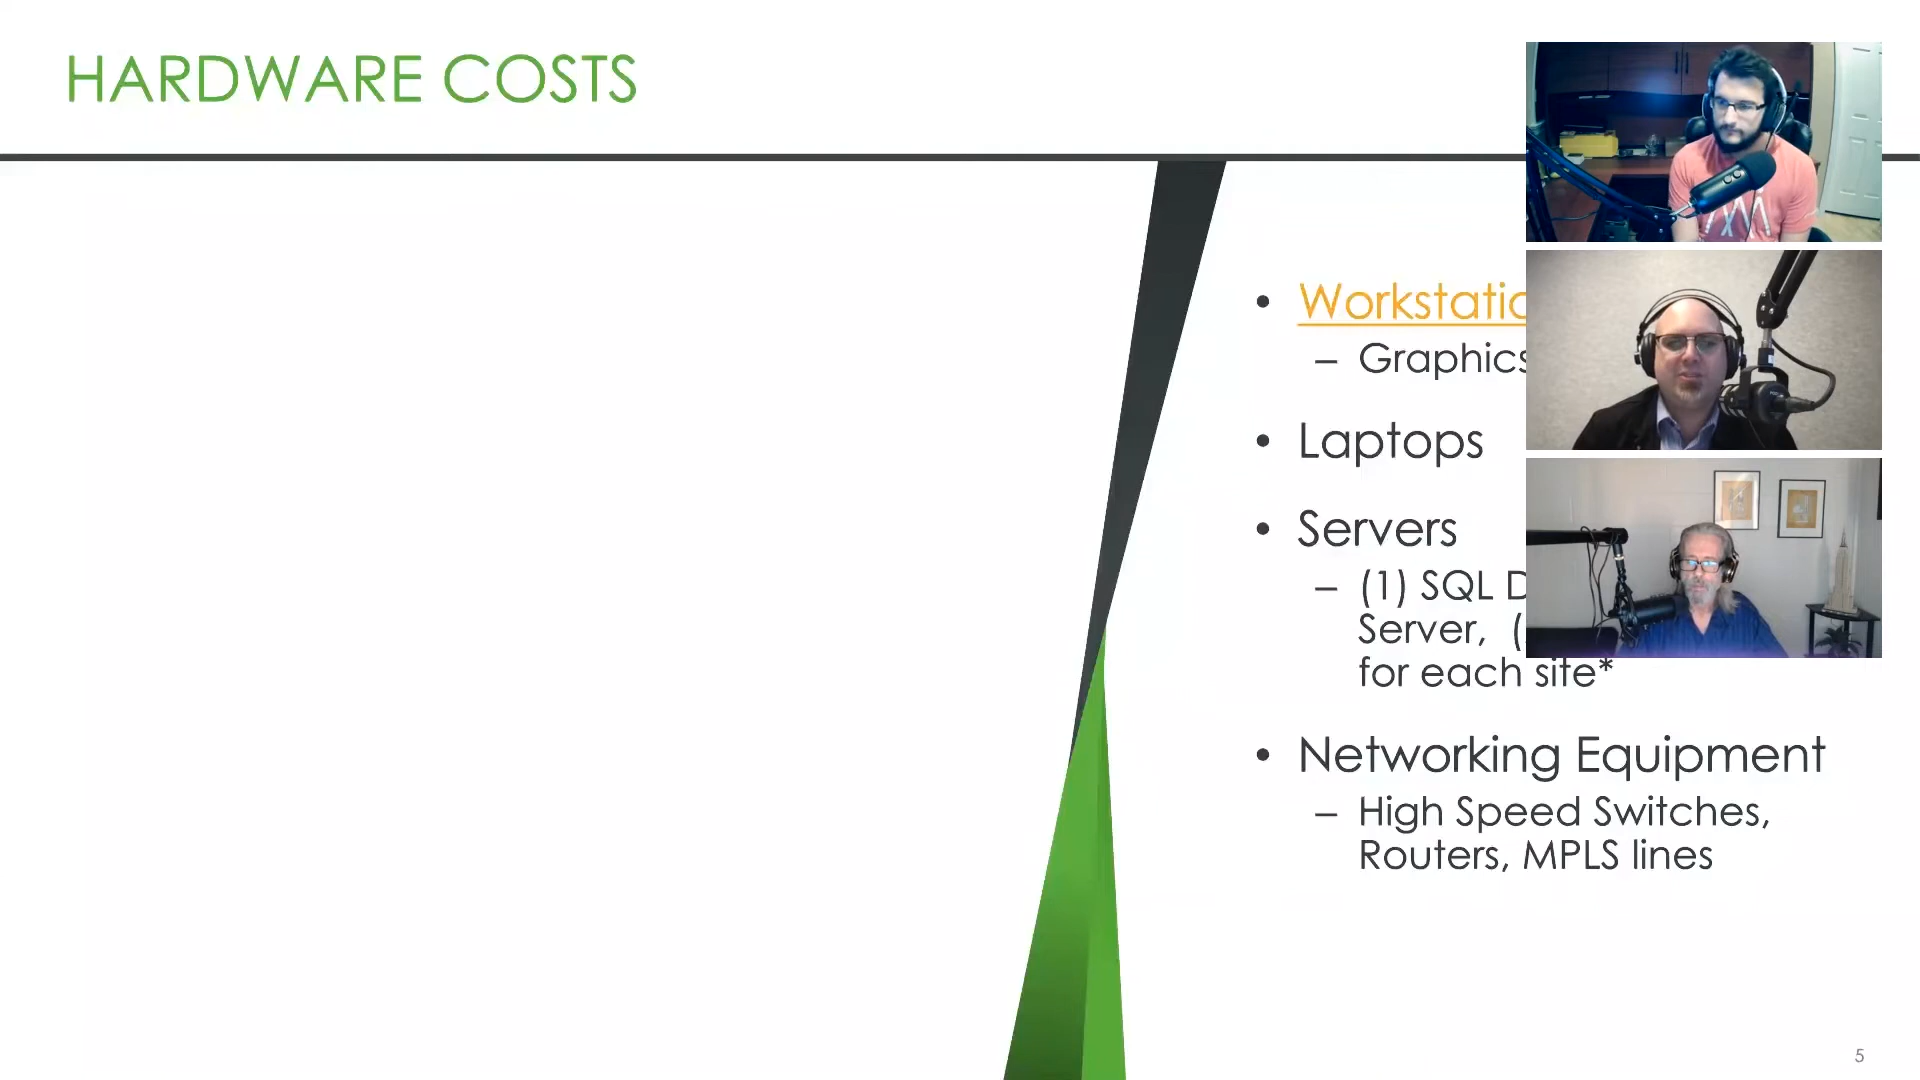 HARDWARE COSTS
• Workstatio
– Graphics
• Laptops
• Servers
– (1) SQL D
Server, (
for each site*
• Networking Equipment
– High Speed Switches,
Routers, MPLS lines
5